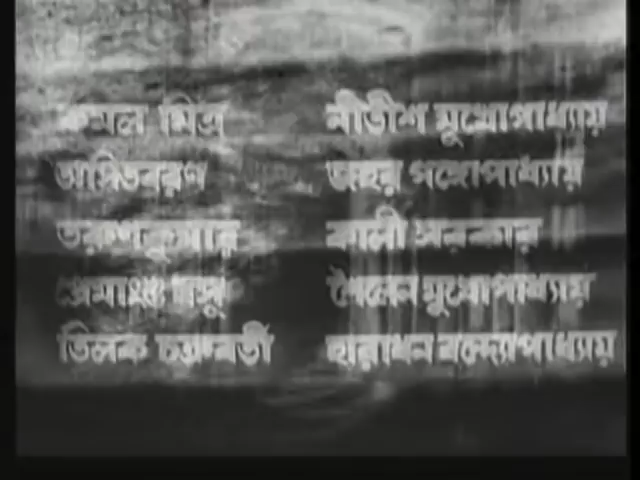 কমল মিত্র
নীতীশ মুখোপাধ্যায়
অসিতবরণ
জহর গঙ্গোপাধ্যায়
তরুণকুমার
কালী সরকার
প্রেমাংশু বসু
শৈলেন মুখোপাধ্যায়
তিলক চক্রবর্তী
হারাধন বন্দ্যোপাধ্যায়